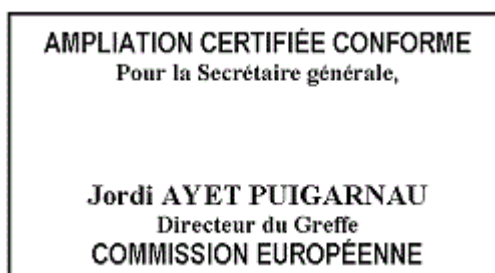 AMPLIATION CERTIFIÉE CONFORME
Pour la Secrétaire générale,
Jordi AYET PUIGARNAU
Directeur du Greffe
COMMISSION EUROPÉENNE